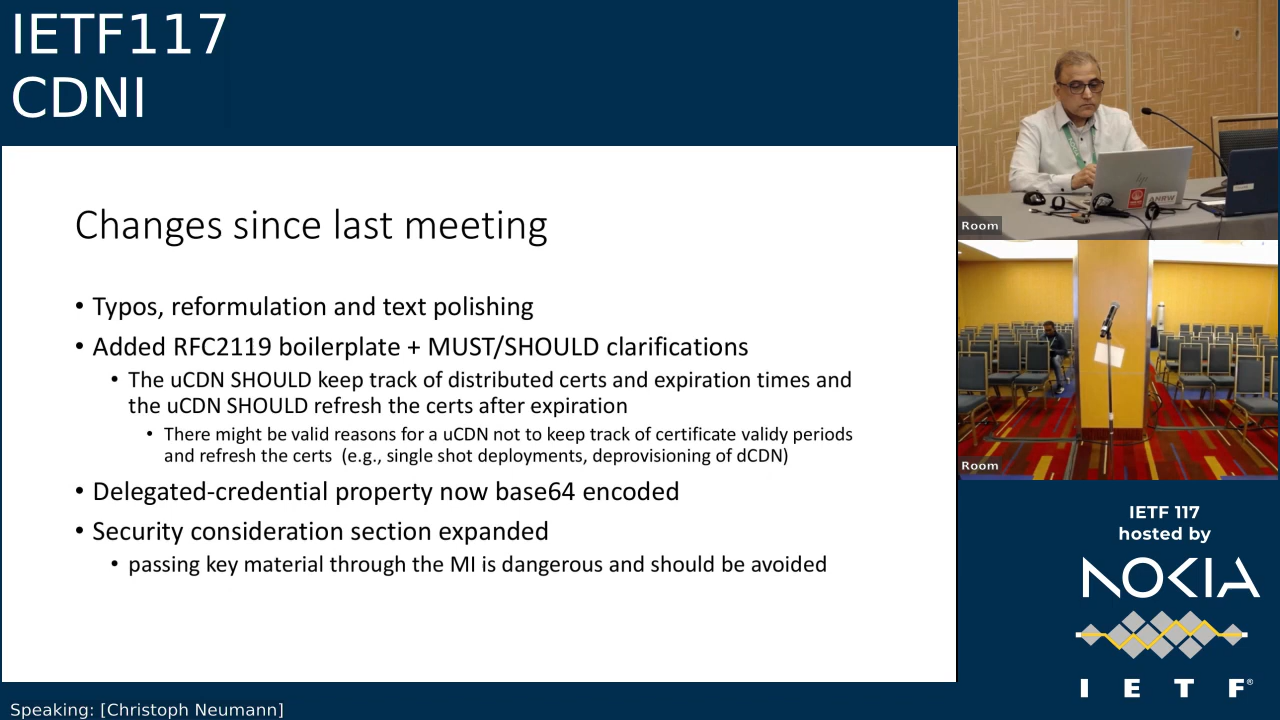 IETF117
CDNI
Changes since last meeting
• Typos, reformulation and text polishing
• Added RFC2119 boilerplate + MUST/SHOULD clarifications
• The uCDN SHOULD keep track of distributed certs and expiration times and
the uCDN SHOULD refresh the certs after expiration
• There might be valid reasons for a uCDN not to keep track of certificate validy periods
and refresh the certs (e.g., single shot deployments, deprovisioning of dCDN)
• Delegated-credential property now base64 encoded
• Security consideration section expanded
• passing key material through the MI is dangerous and should be avoided
Speaking: [Christoph Neumann]
hp
ANRW
Room
Room
IETF 117
hosted by
NOKIA
I E T F®